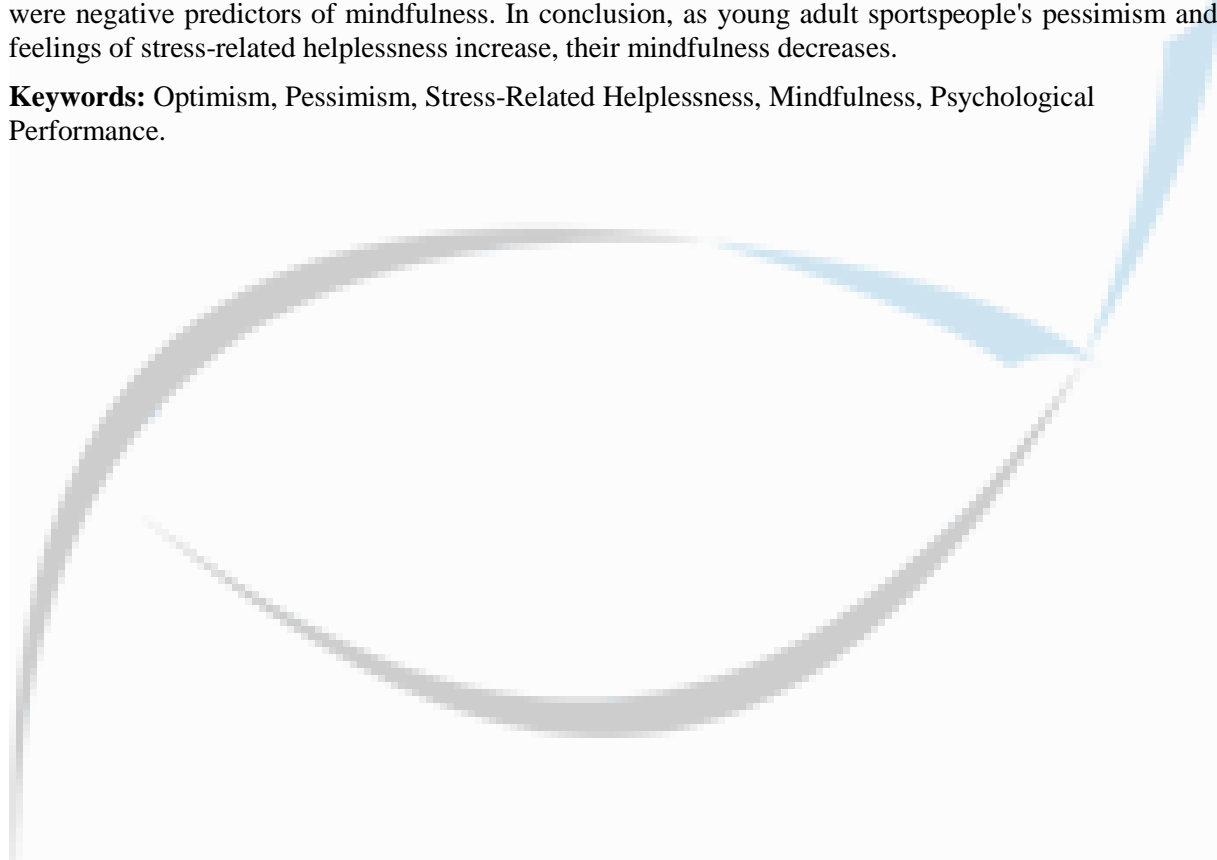 were negative predictors of mindfulness. In conclusion, as young adult sportspeople's pessimism and
feelings of stress-related helplessness increase, their mindfulness decreases.
Keywords: Optimism, Pessimism, Stress-Related Helplessness, Mindfulness, Psychological
Performance.